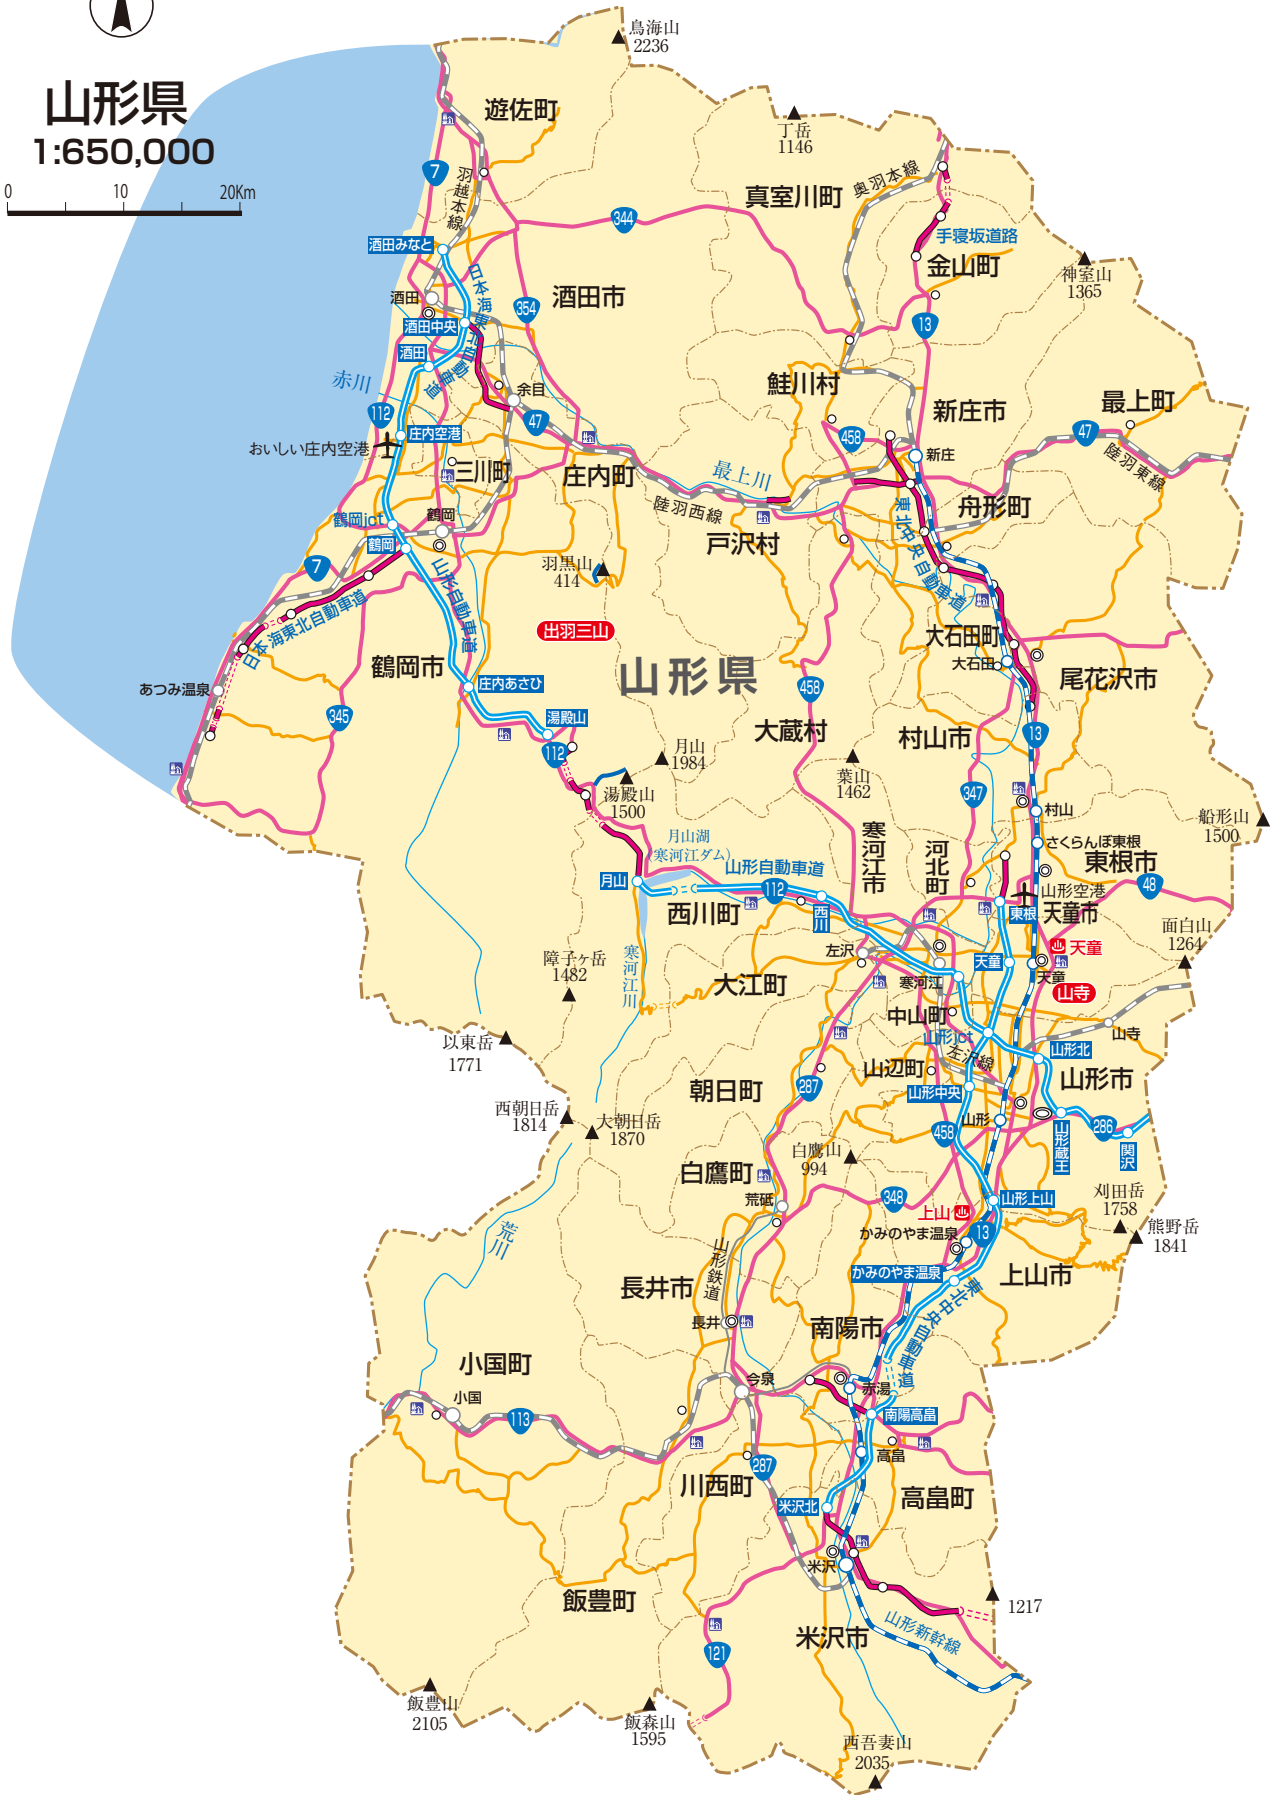 山形県
1:650,000
0 10 20Km
鳥海山
2236
遊佐町
丁岳
1146
7
羽越本線
真室川町
奥羽本線
344
手寝坂道路
酒田みなと
金山町
神室山
1365
日本海東北自動車道
酒田
酒田市
354
酒田中央
13
酒田
赤川
余目
鮭川村
112
新庄市
最上町
47
庄内空港
おいしい庄内空港
458
47
新庄
陸羽東線
三川町
庄内町
最上川
陸羽西線
舟形町
鶴岡jct
鶴岡
戸沢村
東北中央自動車道
鶴岡
7
羽黒山
414
山形自動車道
日本海東北自動車道
出羽三山
大石田町
大石田
鶴岡市
山形県
あつみ温泉
庄内あさひ
尾花沢市
458
345
湯殿山
大蔵村
村山市
13
112
月山
1984
葉山
1462
湯殿山
1500
347
村山
船形山
1500
月山湖
(寒河江ダム)
寒河江市
河北町
さくらんぼ東根
東根市
山形自動車道
月山
112
山形空港
48
西川町
西川
東根
天童市
面白山
1264
左沢
天童
天童
障子ヶ岳
1482
寒河江川
大江町
寒河江
天童
山寺
中山町
以東岳
1771
山形jct
左沢線
山寺
山形北
山辺町
山形市
朝日町
287
山形中央
西朝日岳
1814
大朝日岳
1870
山形
458
山形蔵王
286
関沢
白鷹山
994
白鷹町
荒砥
348
山形上山
刈田岳
1758
上山
かみのやま温泉
13
熊野岳
1841
荒川
山形鉄道
かみのやま温泉
上山市
長井市
東北中央自動車道
長井
南陽市
小国町
今泉
赤湯
小国
南陽高畠
113
高畠
川西町
287
高畠町
米沢北
米沢
飯豊町
1217
米沢市
山形新幹線
121
飯豊山
2105
飯森山
1595
西吾妻山
2035